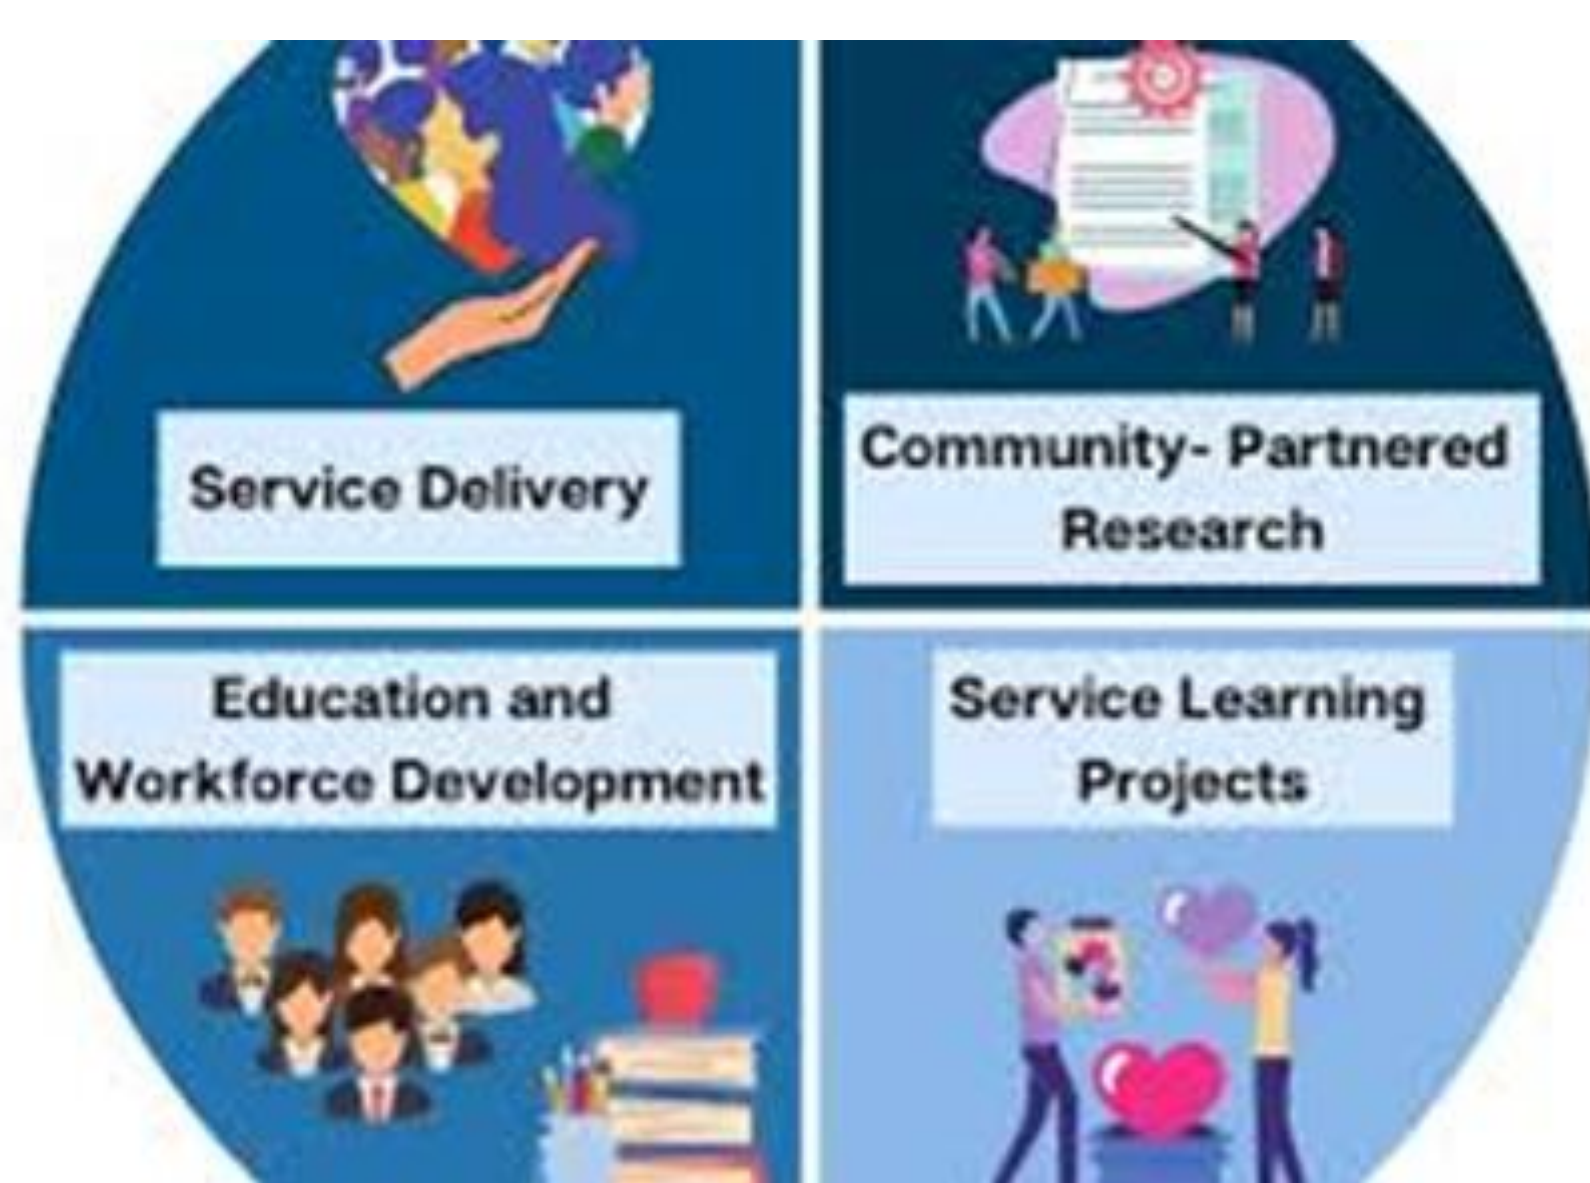 Service Delivery
Community- Partnered
Research
Education and
Workforce Development
Service Learning
Projects